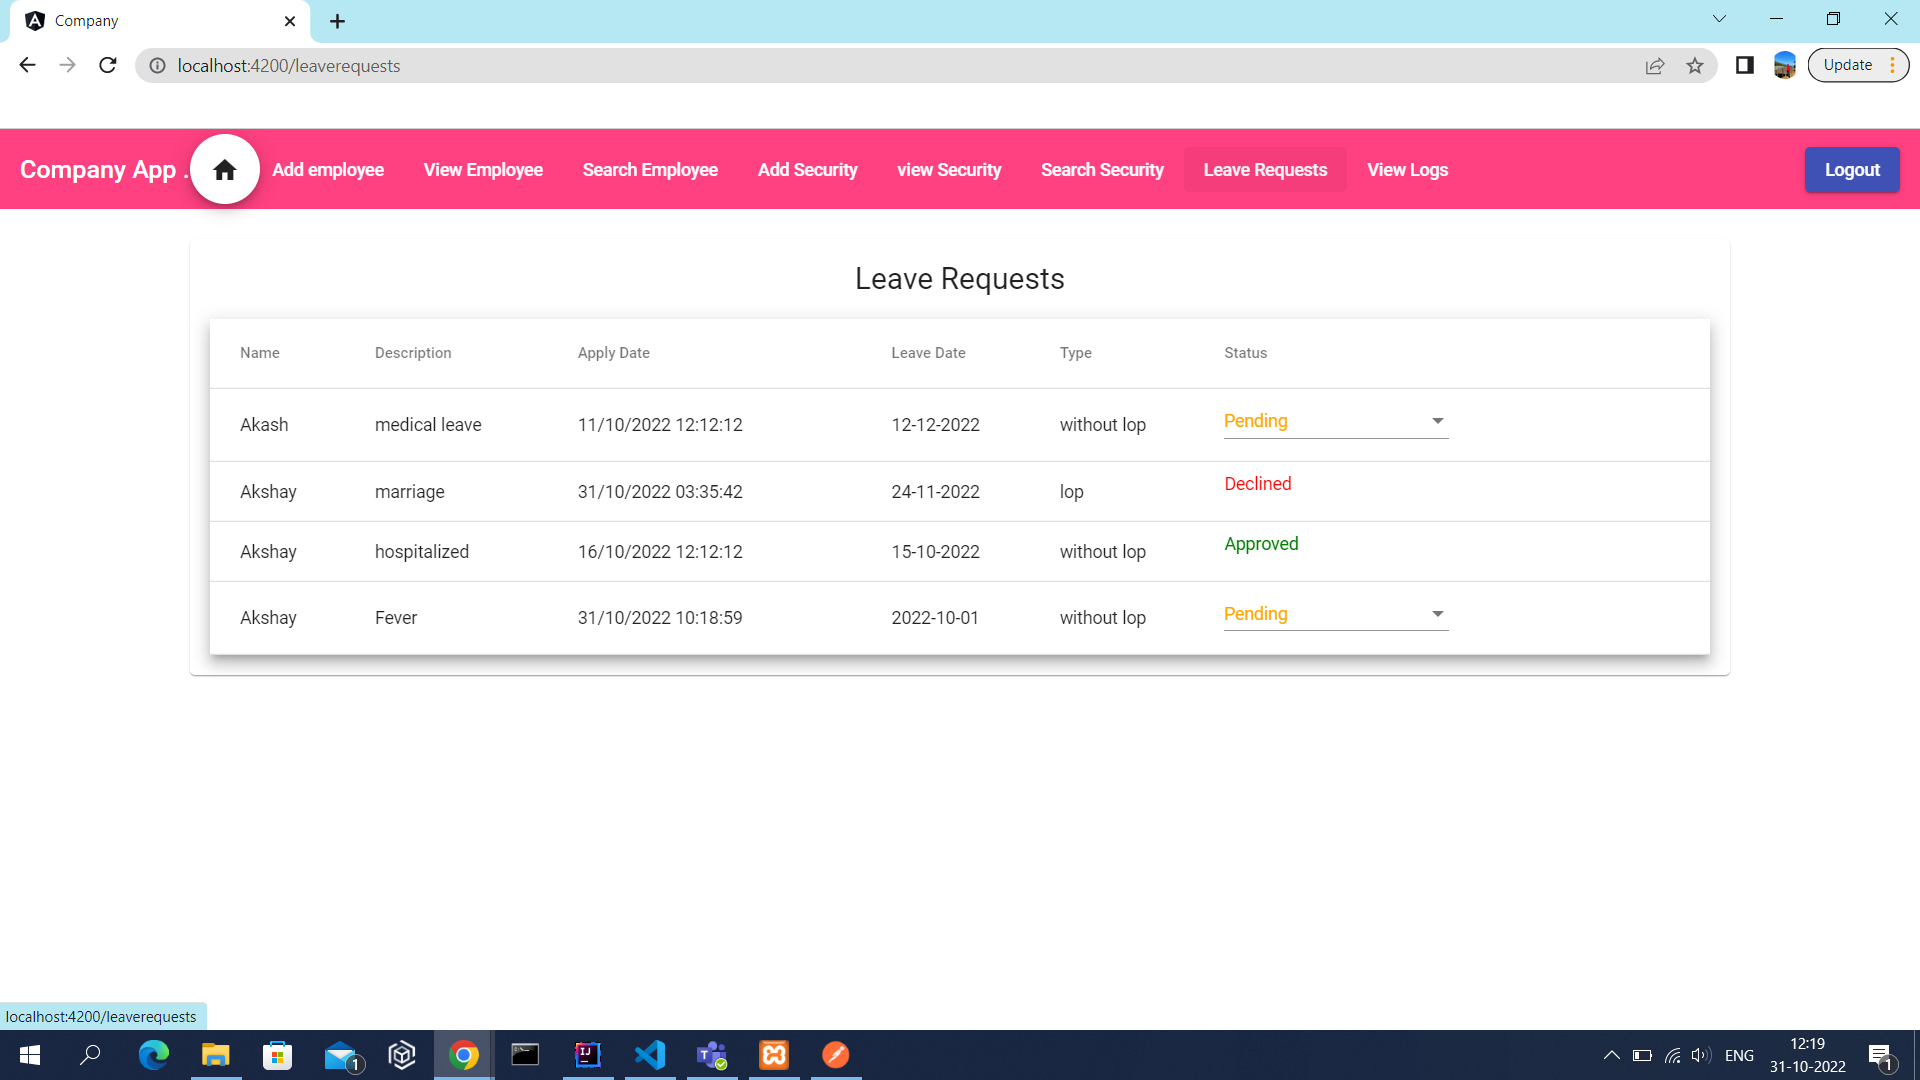 Company
localhost:4200/leaverequests
Update
Company App .
Add employee
View Employee
Search Employee
Add Security
view Security
Search Security
Leave Requests
View Logs
Logout
Leave Requests
Name Description Apply Date Leave Date Type Status
Akash medical leave 11/10/2022 12:12:12 12-12-2022 without lop Pending
Akshay marriage 31/10/2022 03:35:42 24-11-2022 lop Declined
Akshay hospitalized 16/10/2022 12:12:12 15-10-2022 without lop Approved
Akshay Fever 31/10/2022 10:18:59 2022-10-01 without lop Pending
localhost:4200/leaverequests
1
IJ
T
ENG
12:19
31-10-2022
1